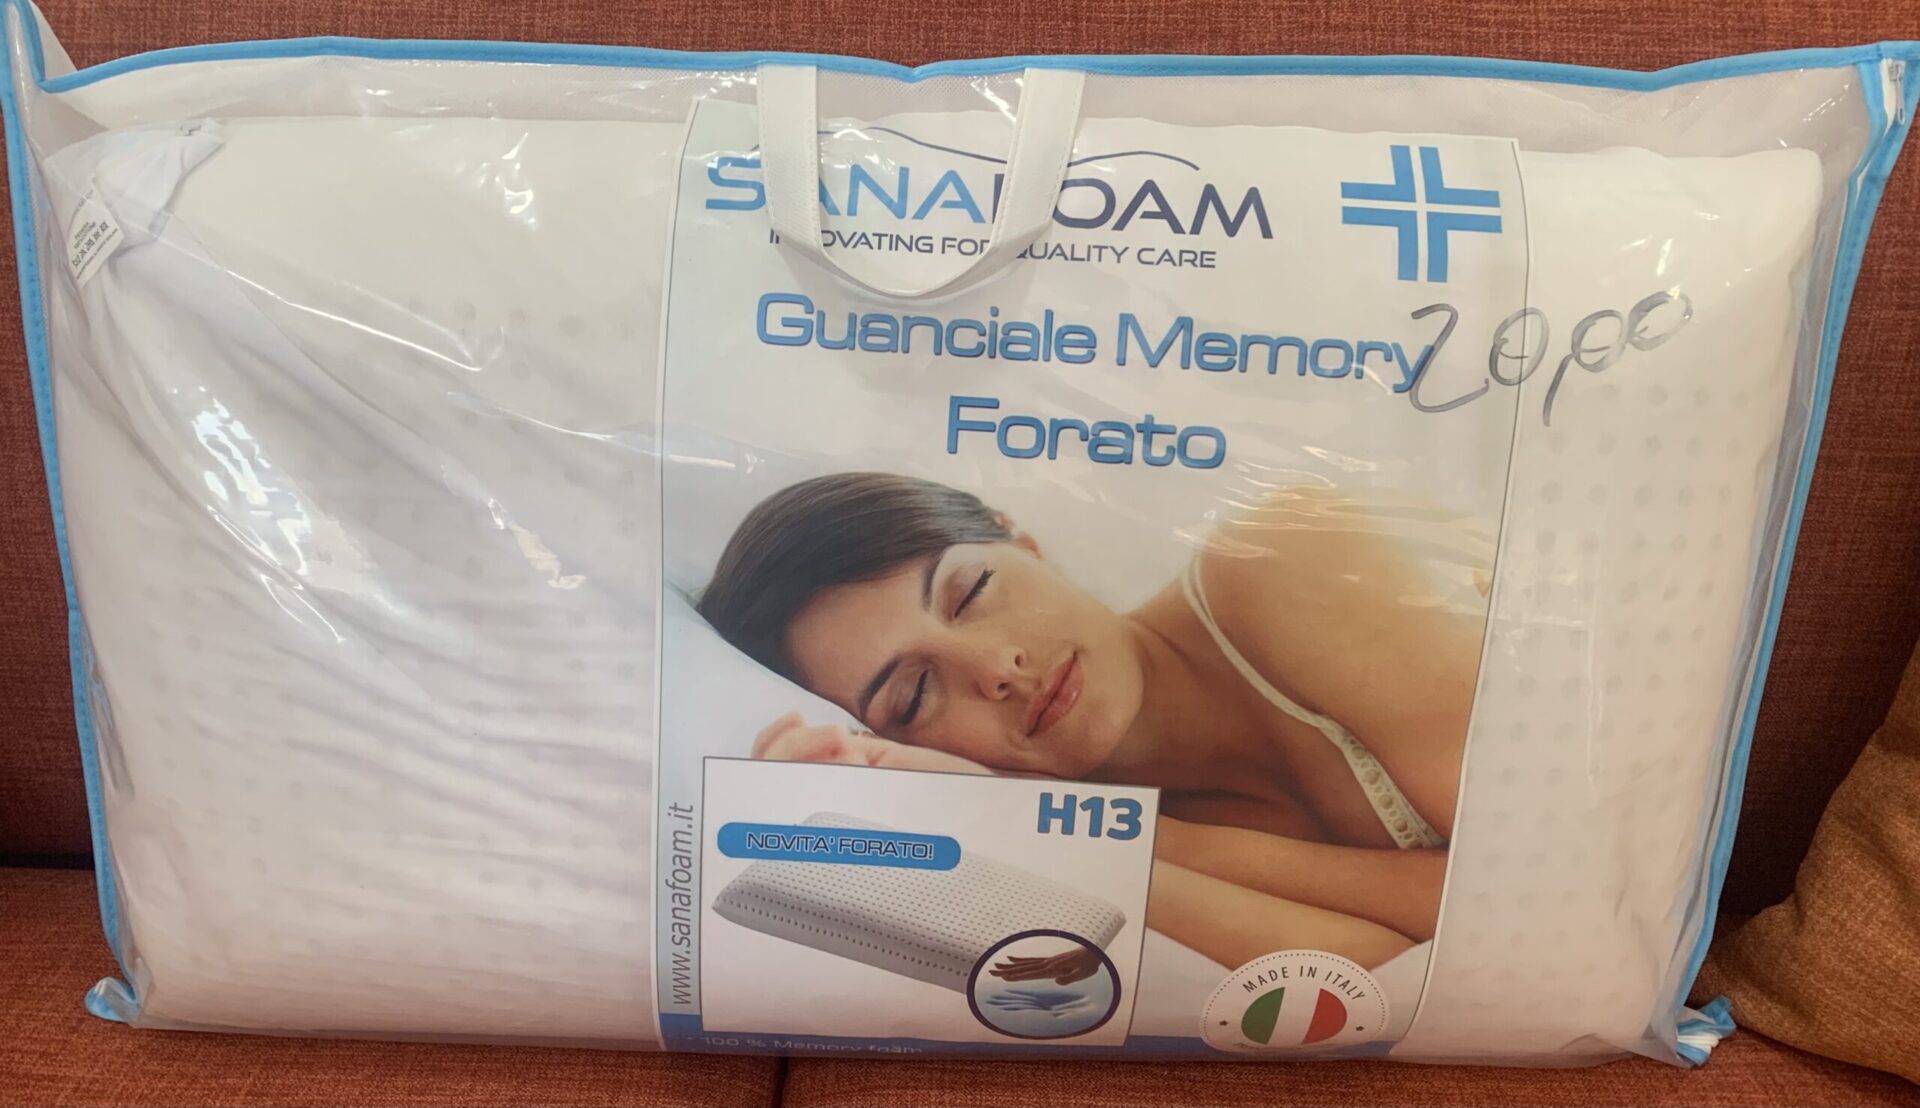 SANAFOAM
INNOVATING FOR QUALITY CARE
Guanciale Memory
Forato
20,00
H13
NOVITA' FORATO!
www.sanafoam.it
MADE IN ITALY
• 100 % Memory foam